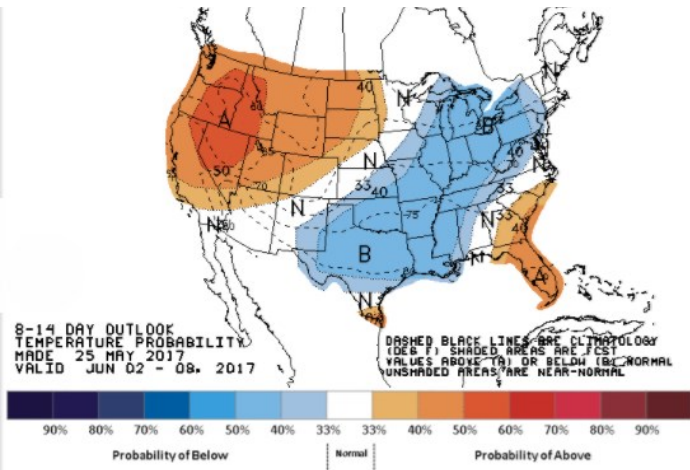 N
40
N
60
A
B
65
N
40
50
33
40
70
33
N
75
N
33
40
N
N
B
A
N
8-14 DAY OUTLOOK
TEMPERATURE PROBABILITY
MADE 25 MAY 2017
VALID JUN 02 - 08, 2017
DASHED BLACK LINES ARE CLIMATOLOGY
(DEG F) SHADED AREAS ARE FCST
VALUES ABOVE (A) OR BELOW (B) NORMAL
UNSHADED AREAS ARE NEAR-NORMAL
90% 80% 70% 60% 50% 40% 33% 33% 40% 50% 60% 70% 80% 90%
Probability of Below Normal Probability of Above